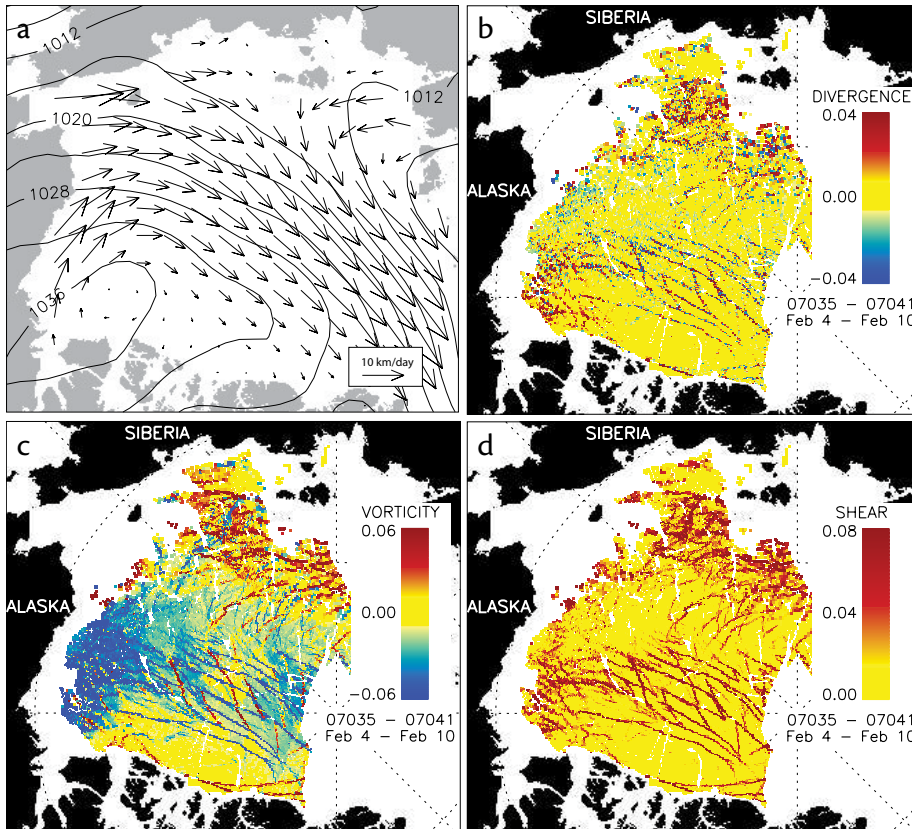 a
1012
1020
1028
1036
1012
10 km/day
b
SIBERIA
ALASKA
DIVERGENCE
0.04
0.00
−0.04
07035 − 07041
Feb 4 − Feb 10
c
SIBERIA
ALASKA
VORTICITY
0.06
0.00
−0.06
07035 − 07041
Feb 4 − Feb 10
d
SIBERIA
ALASKA
SHEAR
0.08
0.04
0.00
07035 − 07041
Feb 4 − Feb 10